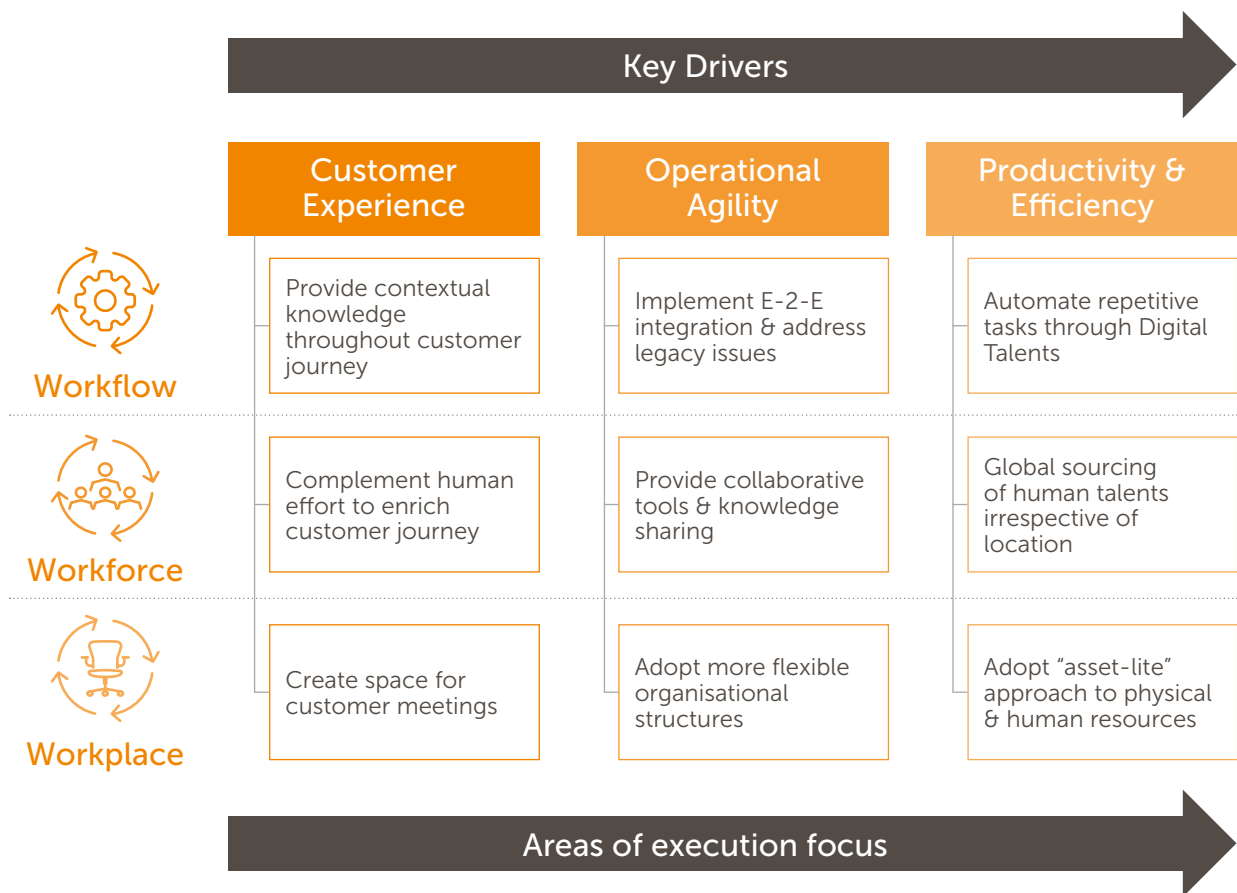 Key Drivers
Customer
Experience
Operational
Agility
Productivity &
Efficiency
Workflow
Provide contextual
knowledge
throughout customer
journey
Implement E-2-E
integration & address
legacy issues
Automate repetitive
tasks through Digital
Talents
Workforce
Complement human
effort to enrich
customer journey
Provide collaborative
tools & knowledge
sharing
Global sourcing
of human talents
irrespective of
location
Workplace
Create space for
customer meetings
Adopt more flexible
organisational
structures
Adopt “asset-lite”
approach to physical
& human resources
Areas of execution focus